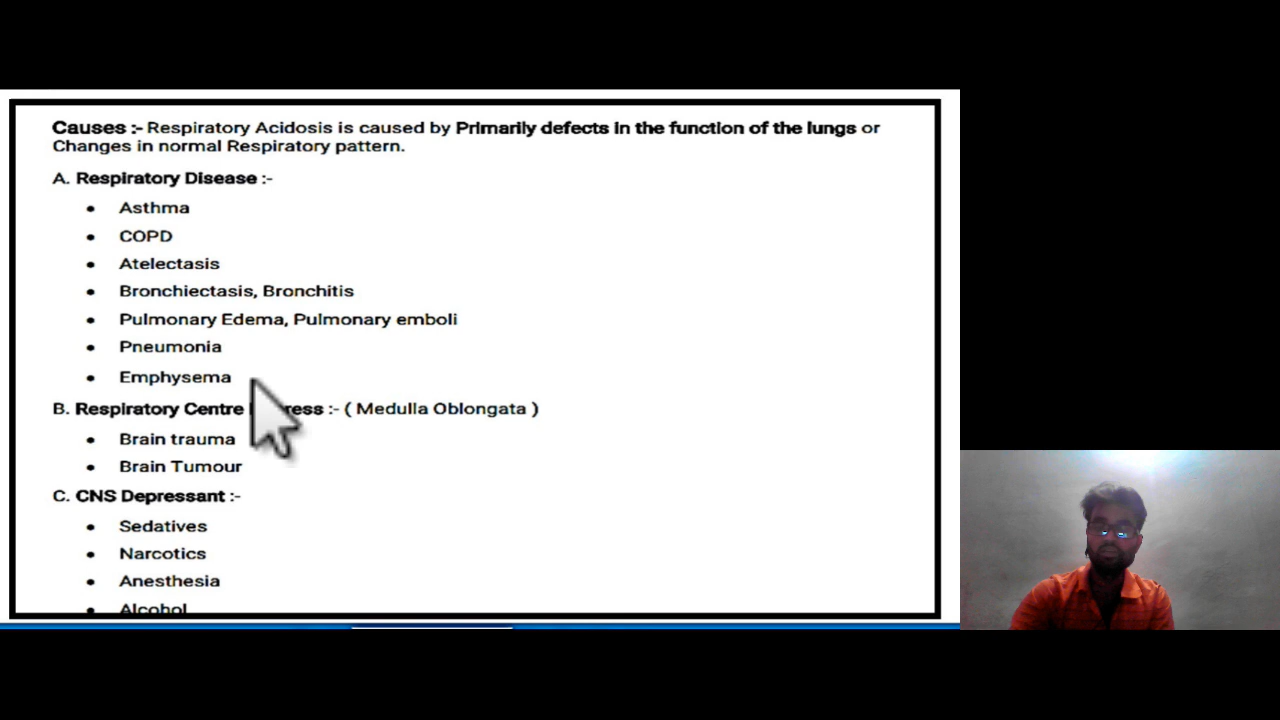 Causes :- Respiratory Acidosis is caused by Primarily defects in the function of the lungs or
Changes in normal Respiratory pattern.
A. Respiratory Disease :-
• Asthma
• COPD
• Atelectasis
• Bronchiectasis, Bronchitis
• Pulmonary Edema, Pulmonary emboli
• Pneumonia
• Emphysema
B. Respiratory Centre :- ( Medulla Oblongata )
• Brain trauma
• Brain Tumour
C. CNS Depressant :-
• Sedatives
• Narcotics
• Anesthesia
• Alcohol